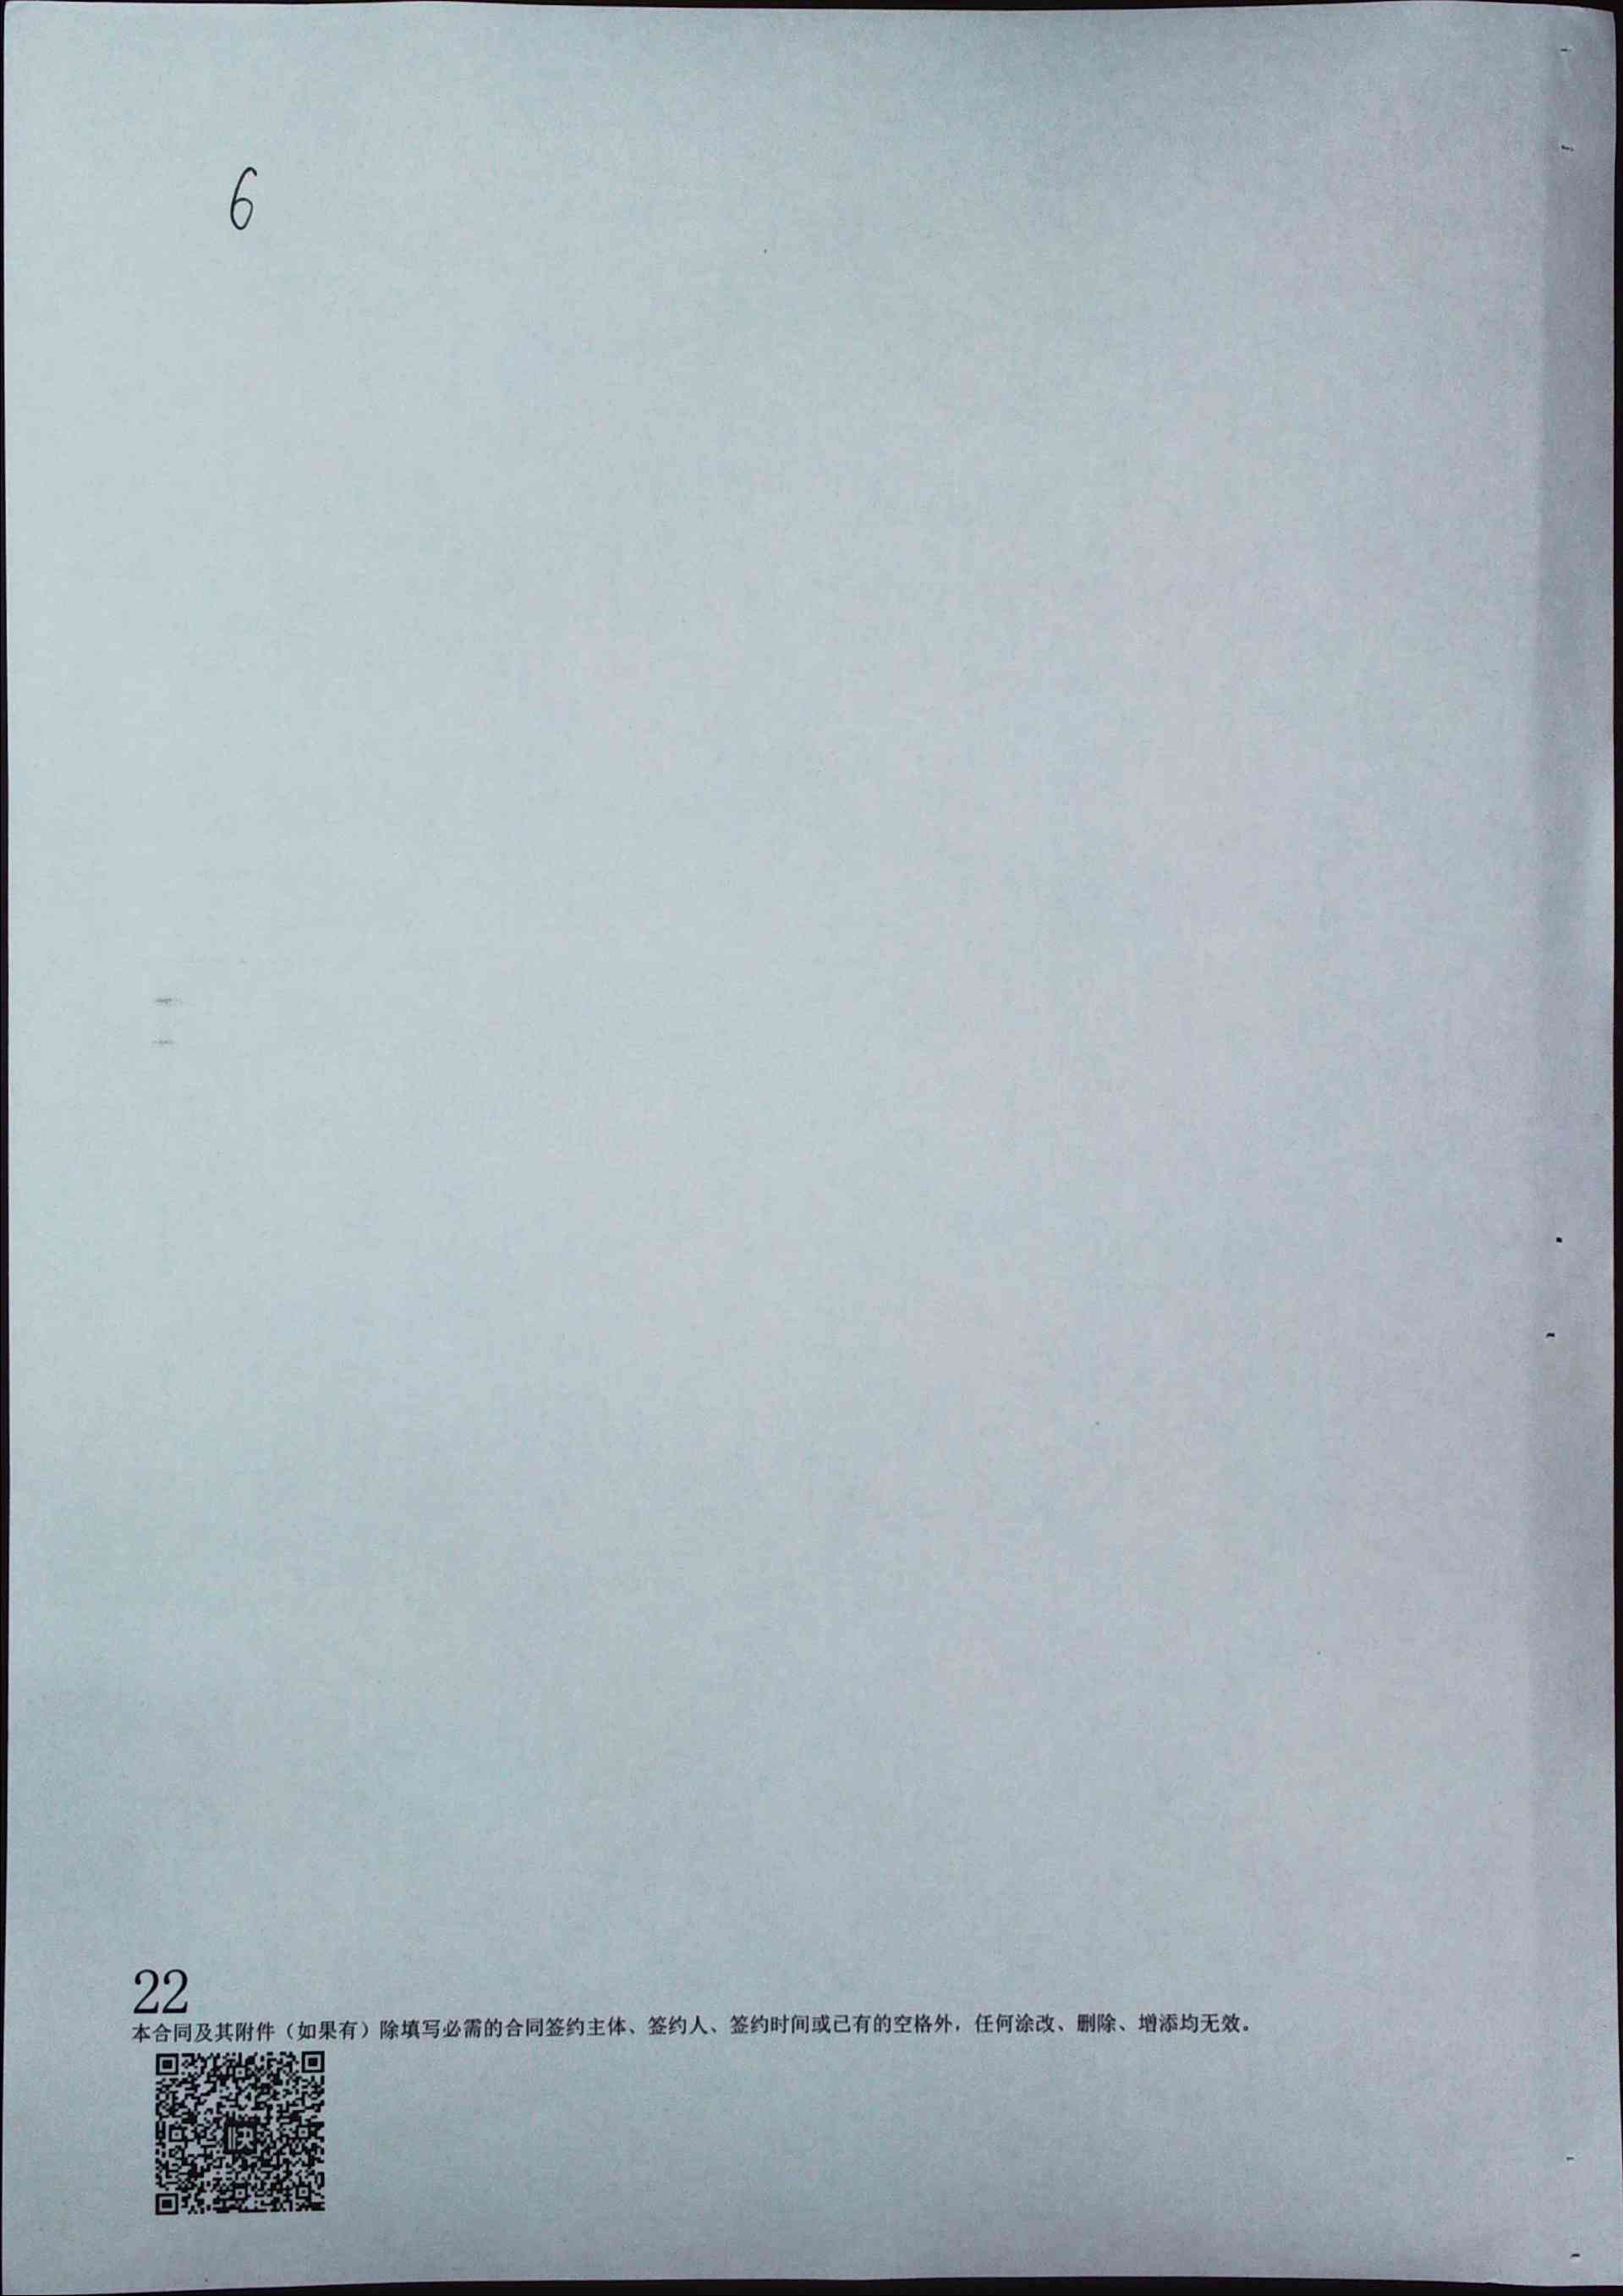 6
22
本合同及其附件（如果有）除填写必需的合同签约主体、签约人、签约时间或已有的空格外，任何涂改、删除、增添均无效。
快